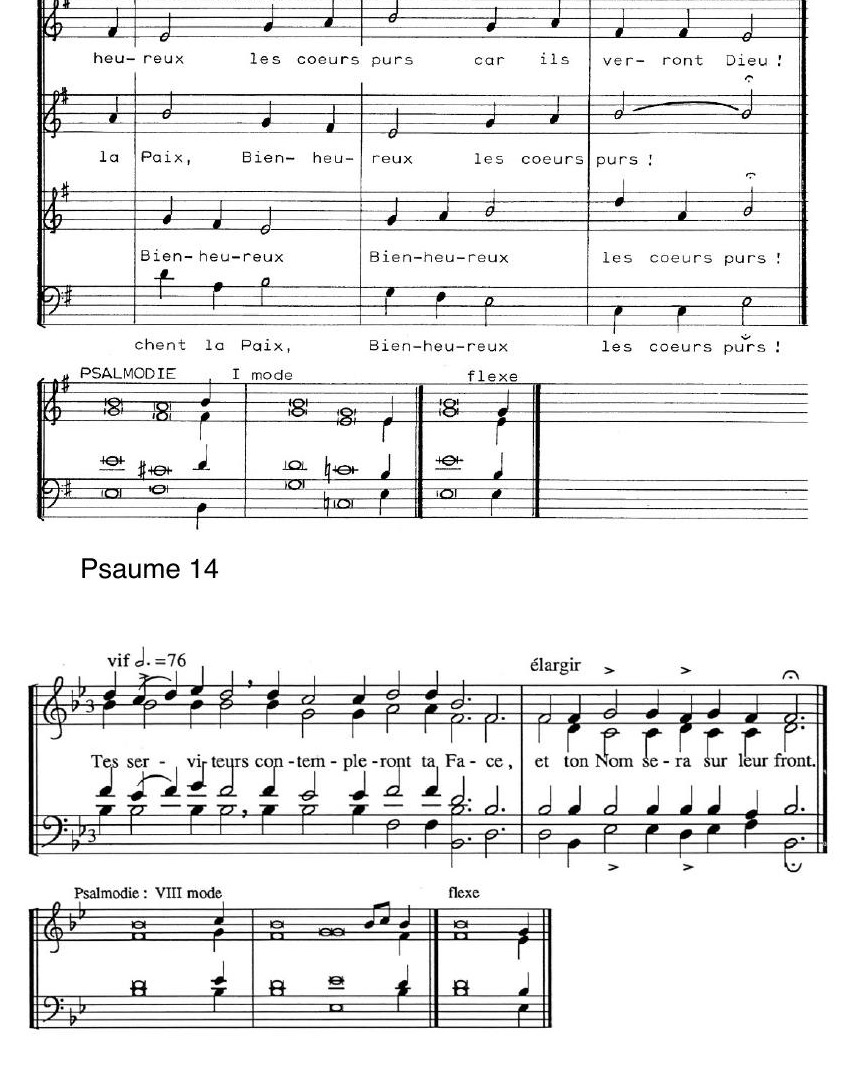 heu- reux les coeurs purs car ils ver- ront Dieu !
la Paix, Bien- heu- reux les coeurs purs !
Bien- heu-reux Bien-heu-reux les coeurs purs !
chent la Paix, Bien-heu-reux les coeurs purs !
PSALMODIE I mode flexe
Psaume 14
vif 𝅗𝅥. =76 élargir
3
Tes ser - vi-teurs con -tem - ple -ront ta Fa - ce , et ton Nom se - ra sur leur front.
3
Psalmodie : VIII mode flexe